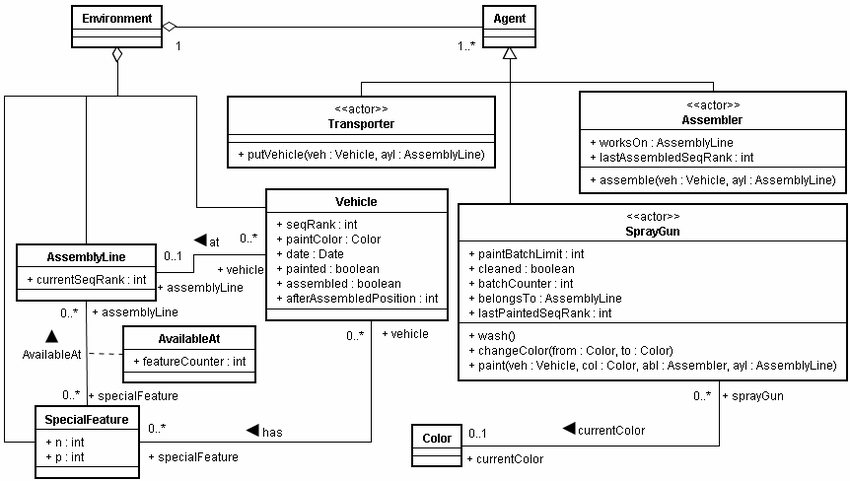 Environment
Agent
1
1..*
<<actor>>
Transporter
+ putVehicle(veh : Vehicle, ayl : AssemblyLine)
<<actor>>
Assembler
+ worksOn : AssemblyLine
+ lastAssembledSeqRank : int
+ assemble(veh : Vehicle, ayl : AssemblyLine)
Vehicle
+ seqRank : int
+ paintColor : Color
+ date : Date
+ painted : boolean
+ assembled : boolean
+ afterAssembledPosition : int
<<actor>>
SprayGun
+ paintBatchLimit : int
+ cleaned : boolean
+ batchCounter : int
+ belongsTo : AssemblyLine
+ lastPaintedSeqRank : int
+ wash()
+ changeColor(from : Color, to : Color)
+ paint(veh : Vehicle, col : Color, abl : Assembler, ayl : AssemblyLine)
at
0..*
0..1
+ vehicle
+ assemblyLine
AssemblyLine
+ currentSeqRank : int
0..*
+ assemblyLine
AvailableAt
AvailableAt
+ featureCounter : int
0..*
+ vehicle
0..*
+ specialFeature
SpecialFeature
+ n : int
+ p : int
0..*
has
+ specialFeature
0..*
+ sprayGun
Color
0..1
currentColor
+ currentColor